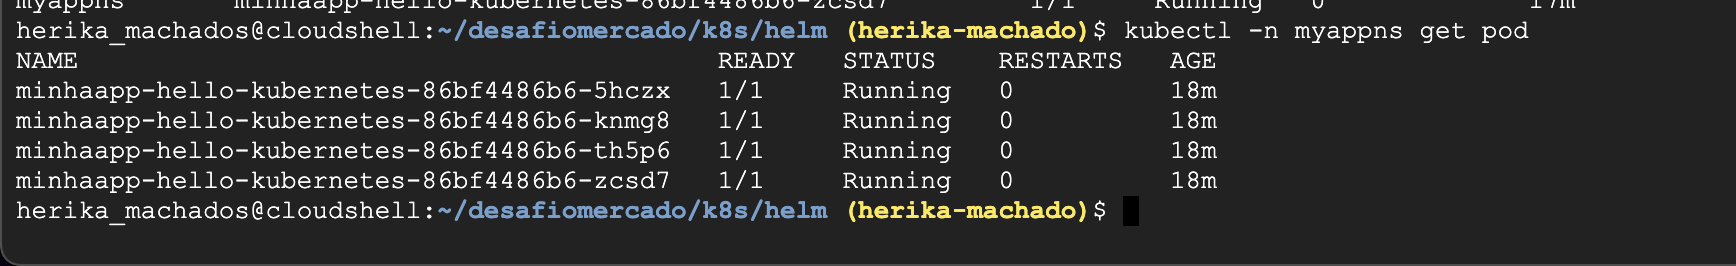 myappns minhaapp-hello-kubernetes-86bf4486b6-zcsd7 1/1 Running 0 17m
herika_machados@cloudshell:~/desafiomercado/k8s/helm (herika-machado)$ kubectl -n myappns get pod
NAME READY STATUS RESTARTS AGE
minhaapp-hello-kubernetes-86bf4486b6-5hczx 1/1 Running 0 18m
minhaapp-hello-kubernetes-86bf4486b6-knmg8 1/1 Running 0 18m
minhaapp-hello-kubernetes-86bf4486b6-th5p6 1/1 Running 0 18m
minhaapp-hello-kubernetes-86bf4486b6-zcsd7 1/1 Running 0 18m
herika_machados@cloudshell:~/desafiomercado/k8s/helm (herika-machado)$